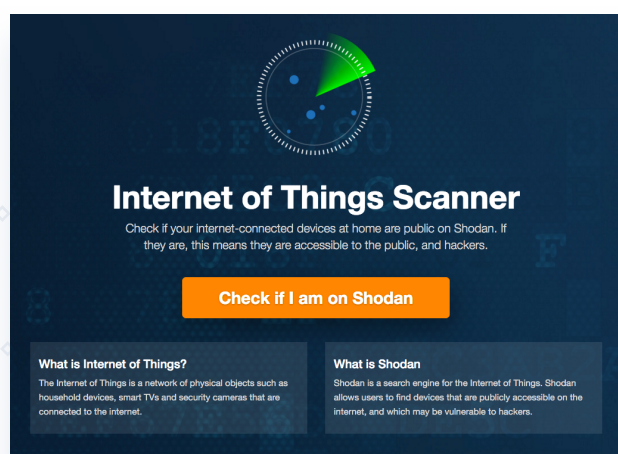 Internet of Things Scanner
Check if your internet-connected devices at home are public on Shodan. If
they are, this means they are accessible to the public, and hackers.
Check if I am on Shodan
What is Internet of Things?
The Internet of Things is a network of physical objects such as
household devices, smart TVs and security cameras that are
connected to the internet.
What is Shodan
Shodan is a search engine for the Internet of Things. Shodan
allows users to find devices that are publicly accessible on the
internet, and which may be vulnerable to hackers.